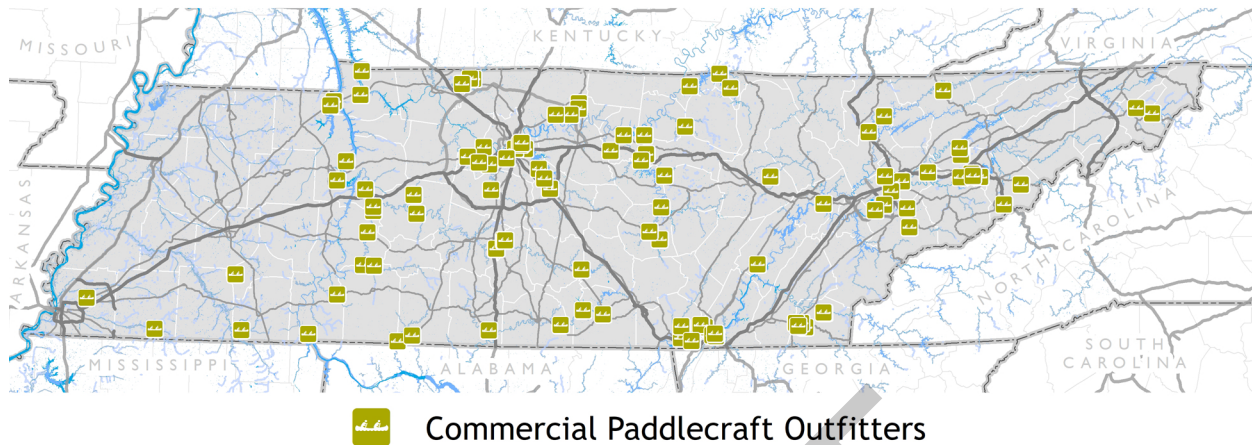 MISSOURI
KENTUCKY
VIRGINIA
ARKANSAS
NORTH CAROLINA
MISSISSIPPI
ALABAMA
GEORGIA
SOUTH
CAROLINA
Commercial Paddlecraft Outfitters